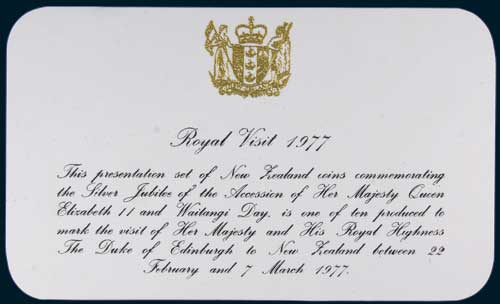 NEW ZEALAND
Royal Visit 1977
This presentation set of New Zealand coins commemorating
the Silver Jubilee of the Accession of Her Majesty Queen
Elizabeth 11 and Waitangi Day, is one of ten produced to
mark the visit of Her Majesty and His Royal Highness
The Duke of Edinburgh to New Zealand between 22
February and 7 March 1977.